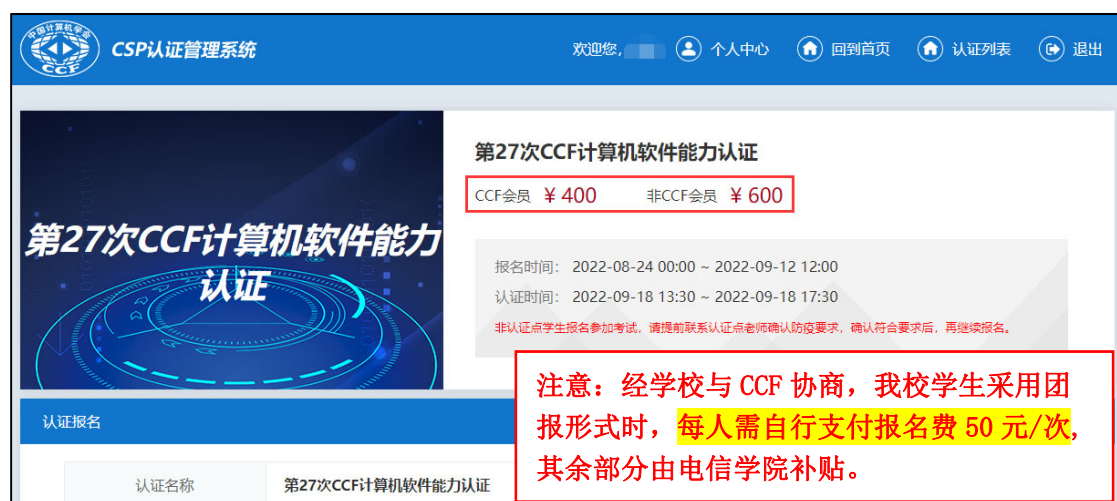 中国计算机学会
CCF
CSP认证管理系统
欢迎您,
个人中心
回到首页
认证列表
退出
第27次CCF计算机软件能力
认证
第27次CCF计算机软件能力认证
CCF会员 ¥ 400 非CCF会员 ¥ 600
报名时间: 2022-08-24 00:00 ~ 2022-09-12 12:00
认证时间: 2022-09-18 13:30 ~ 2022-09-18 17:30
非认证点学生报名参加考试,请提前联系认证点老师确认防疫要求,确认符合要求后,再继续报名。
注意:经学校与 CCF 协商,我校学生采用团
报形式时,每人需自行支付报名费 50 元/次,
其余部分由电信学院补贴。
认证报名
认证名称 第27次CCF计算机软件能力认证